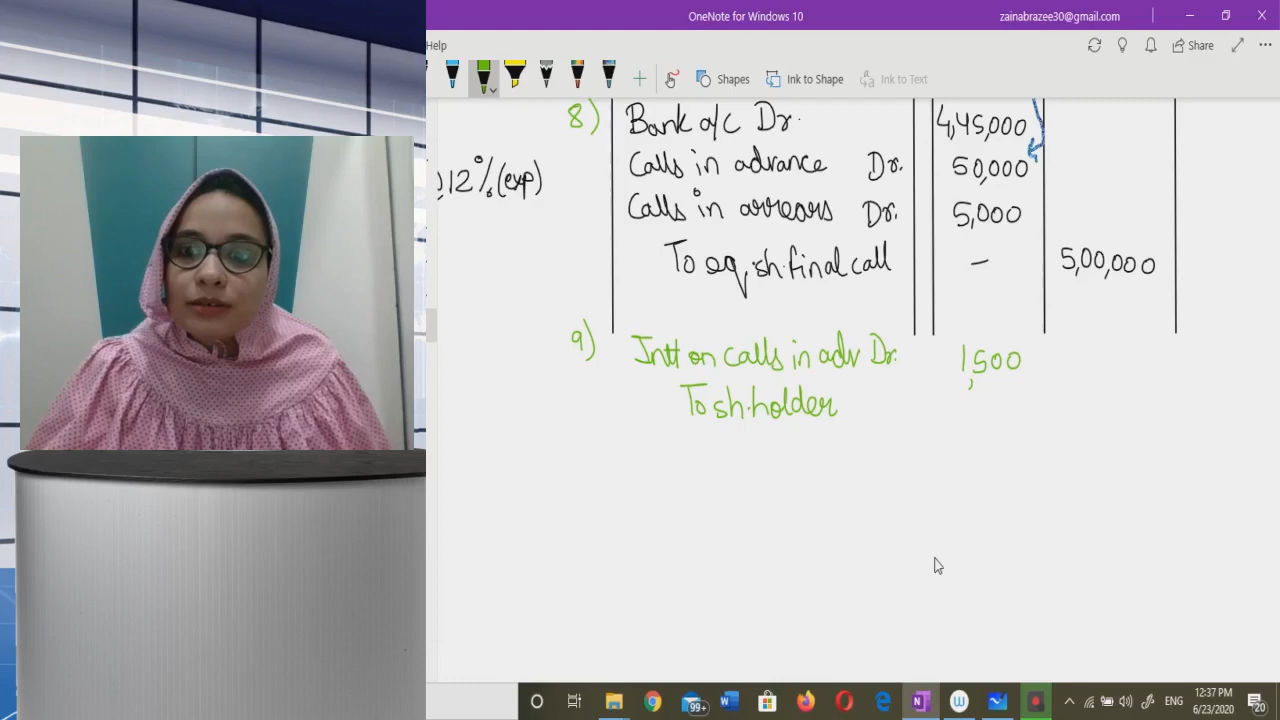 OneNote for Windows 10
zainabrazee30@gmail.com
Help
Share
Shapes
Ink to Shape
Ink to Text
8) Bank a/c Dr. 4,45,000
12% (exp) Calls in advance Dr. 50,000
Calls in arrears Dr. 5,000
To eq.sh.final call — 5,00,000
9) Intt on calls in adv Dr. 1,500
To sh.holder
99+
ENG
12:37 PM
6/23/2020
20